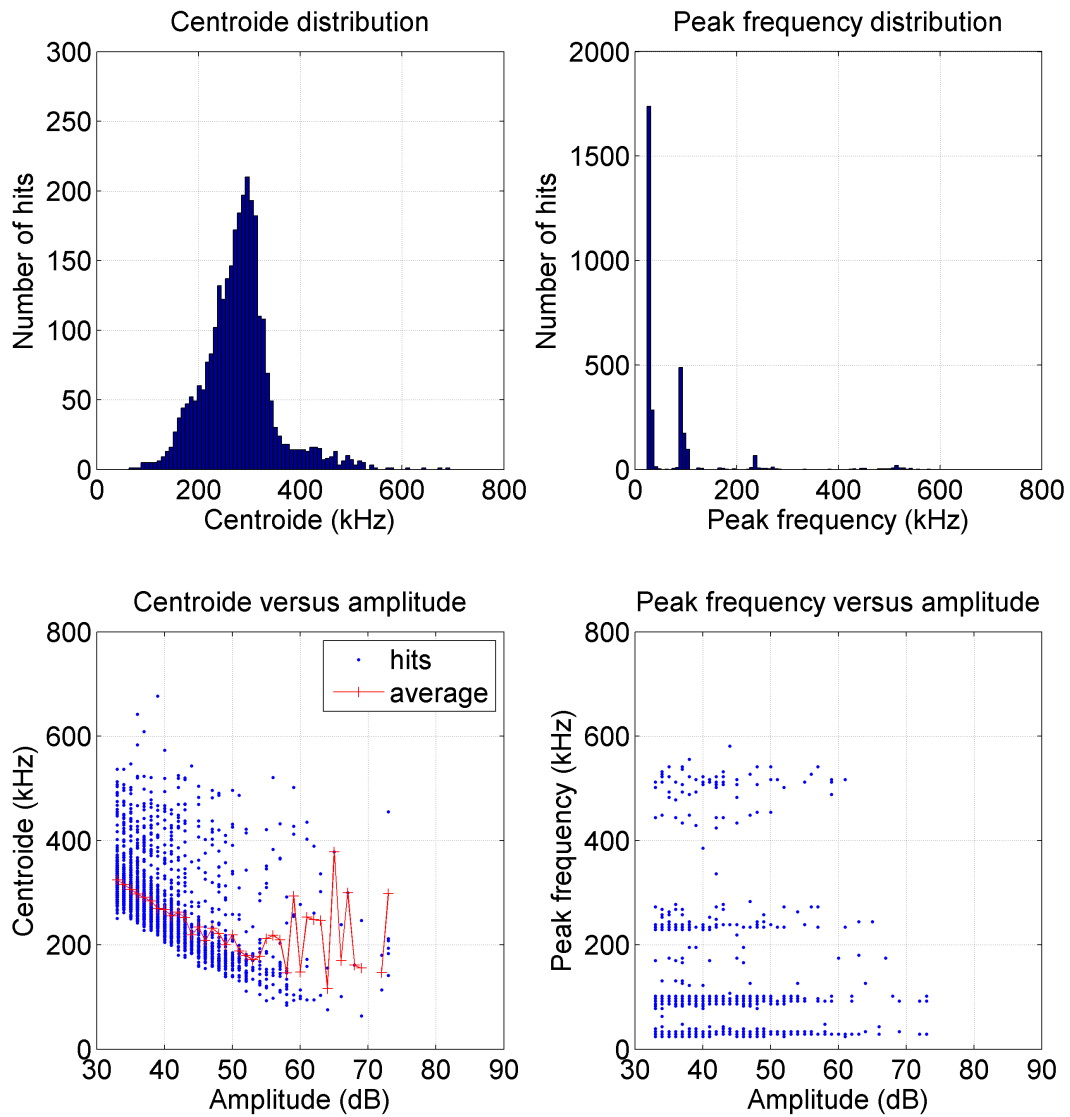 Centroide distribution
300
250
200
150
100
50
0
Number of hits
0 200 400 600 800
Centroide (kHz)
Peak frequency distribution
2000
1500
1000
500
0
Number of hits
0 200 400 600 800
Peak frequency (kHz)
Centroide versus amplitude
800
600
400
200
0
Centroide (kHz)
hits
average
30 40 50 60 70 80 90
Amplitude (dB)
Peak frequency versus amplitude
800
600
400
200
0
Peak frequency (kHz)
30 40 50 60 70 80 90
Amplitude (dB)